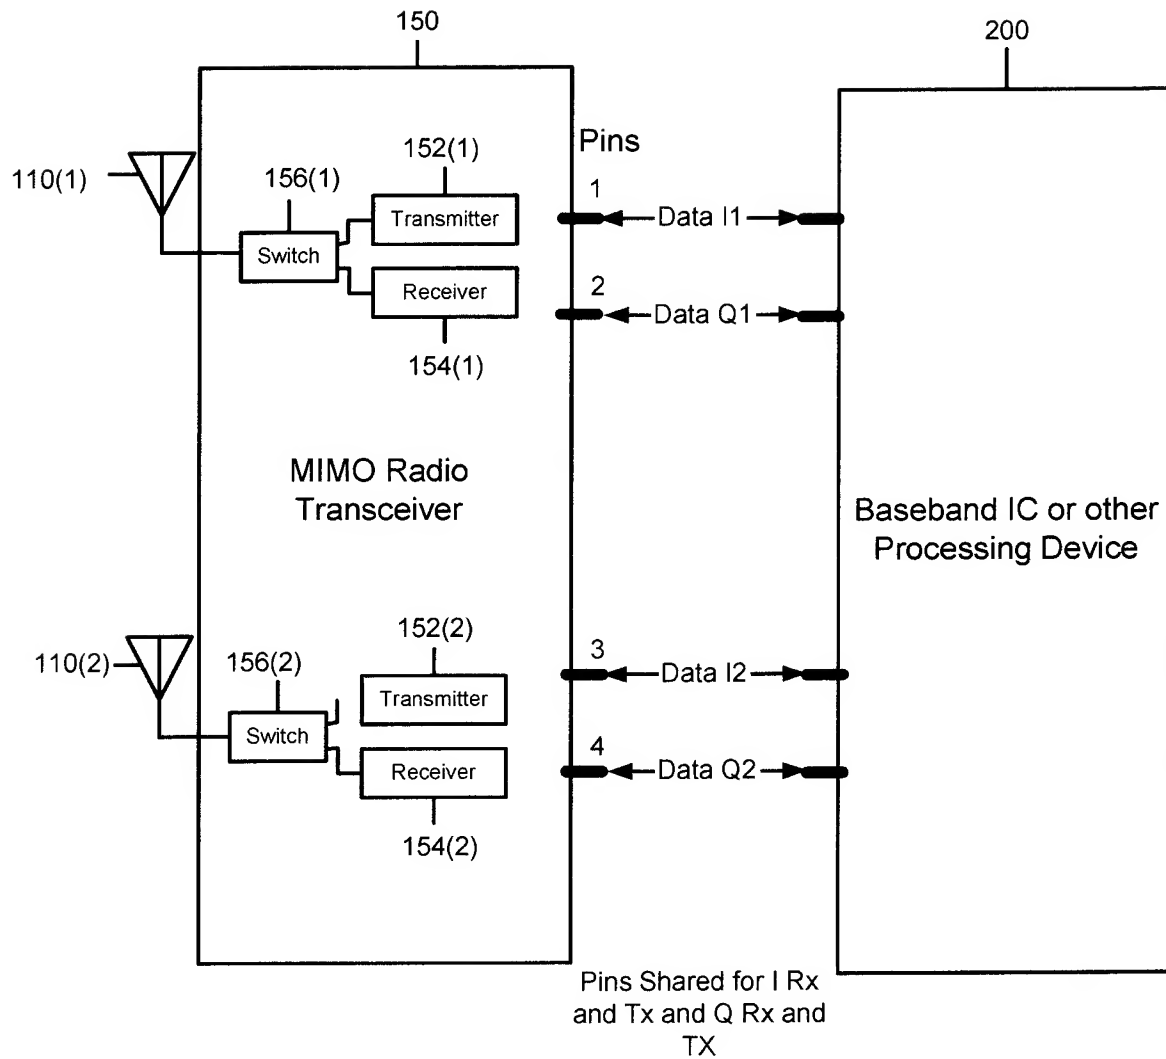 150
200
110(1)
156(1)
152(1)
Pins
Transmitter
1
Data I1
Switch
Receiver
2
Data Q1
154(1)
MIMO Radio
Transceiver
Baseband IC or other
Processing Device
110(2)
156(2)
152(2)
3
Transmitter
Data I2
Switch
Receiver
4
Data Q2
154(2)
Pins Shared for I Rx
and Tx and Q Rx and
TX